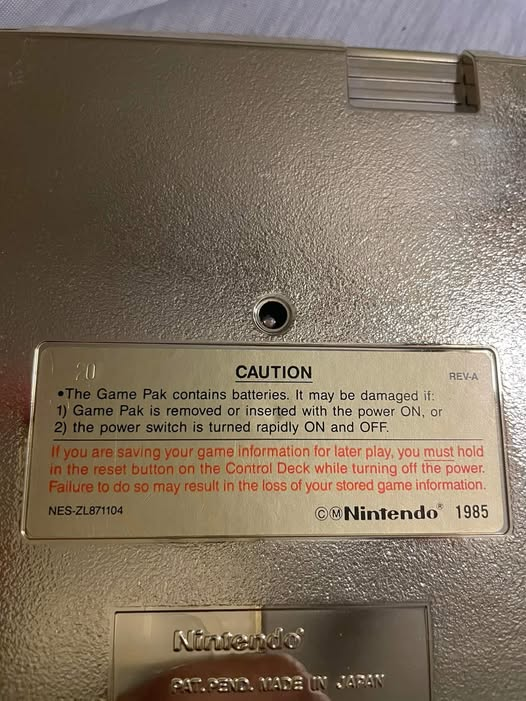 20
CAUTION
REV-A
•The Game Pak contains batteries. It may be damaged if:
1) Game Pak is removed or inserted with the power ON, or
2) the power switch is turned rapidly ON and OFF.
If you are saving your game information for later play, you must hold
in the reset button on the Control Deck while turning off the power.
Failure to do so may result in the loss of your stored game information.
NES-ZL871104
©ⓂNintendo® 1985
Nintendo®
PAT. PEND. MADE IN JAPAN